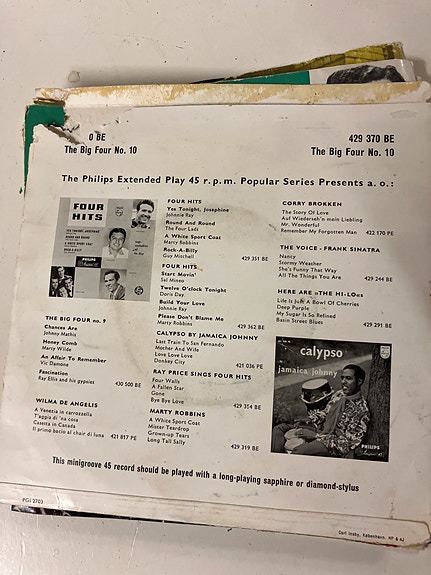 0 BE
The Big Four No. 10
429 370 BE
The Big Four No. 10
The Philips Extended Play 45 r.p.m. Popular Series Presents a. o.:
FOUR HITS
PHILIPS
THE BIG FOUR no. 9
Chances Are
Johnny Mathis
Honey Comb
Marty Wilde
An Affair To Remember
Vic Damone
Fascination
Ray Ellis and his gypsies 430 500 BE
WILMA DE ANGELIS
A Venezia in carrozzella
T'aggia di 'na cosa
Casetta in Canada
Il primo bacio al chiar di luna 421 817 PE
FOUR HITS
Yes Tonight, Josephine
Johnnie Ray
Round And Round
The Four Lads
A White Sport Coat
Marty Robbins
Rock-A-Billy
Guy Mitchell 429 351 BE
FOUR HITS
Start Movin'
Sal Mineo
Twelve O'clock Tonight
Doris Day
Build Your Love
Johnnie Ray
Please Don't Blame Me
Marty Robbins 429 362 BE
CALYPSO BY JAMAICA JOHNNY
Last Train To San Fernando
Mother And Wife
Love Love Love
Donkey City 421 036 PE
RAY PRICE SINGS FOUR HITS
Four Walls
A Fallen Star
Gone
Bye Bye Love 429 354 BE
MARTY ROBBINS
A White Sport Coat
Mister Teardrop
Grown-up Tears
Long Tall Sally 429 319 BE
CORRY BROKKEN
The Story Of Love
Auf Wiederseh'n mein Liebling
Mr. Wonderful
Remember My Forgotten Man 422 170 PE
THE VOICE - FRANK SINATRA
Nancy
Stormy Weather
She's Funny That Way
All The Things You Are 429 244 BE
HERE ARE »THE HI-LO«s
Life Is Just A Bowl Of Cherries
Deep Purple
My Sugar Is So Refined
Basin Street Blues 429 291 BE
calypso
jamaica johnny
PHILIPS
This minigroove 45 record should be played with a long-playing sapphire or diamond-stylus
PGS 3703
Carl Insby, København, HF & AJ